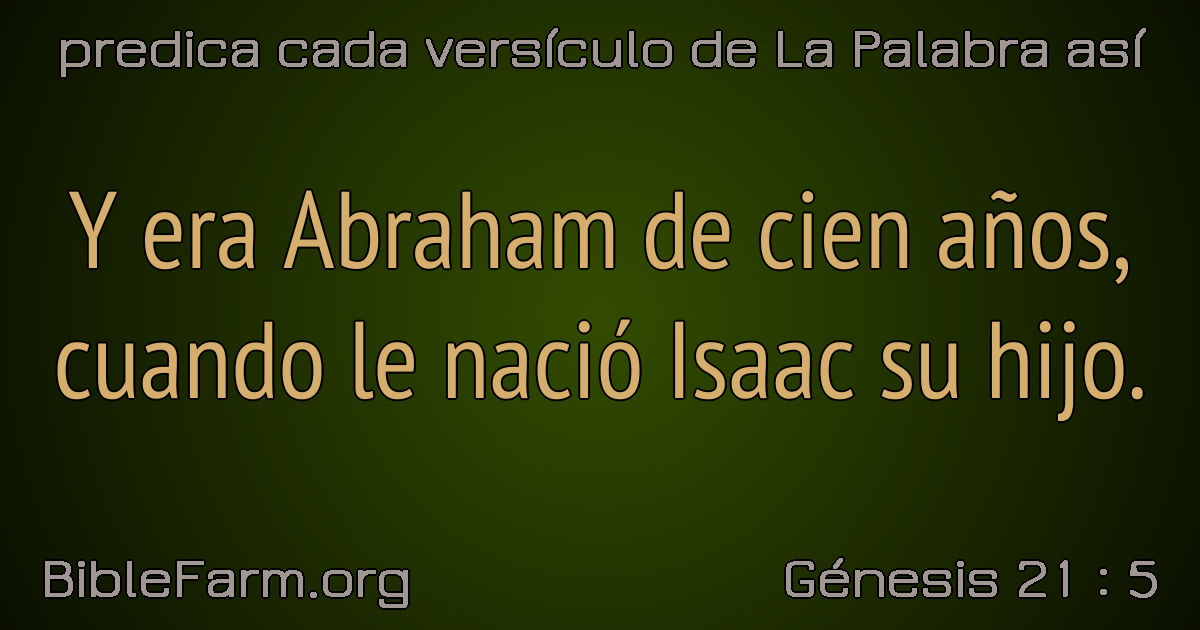 predica cada versículo de La Palabra así
Y era Abraham de cien años,
cuando le nació Isaac su hijo.
BibleFarm.org
Génesis 21 : 5